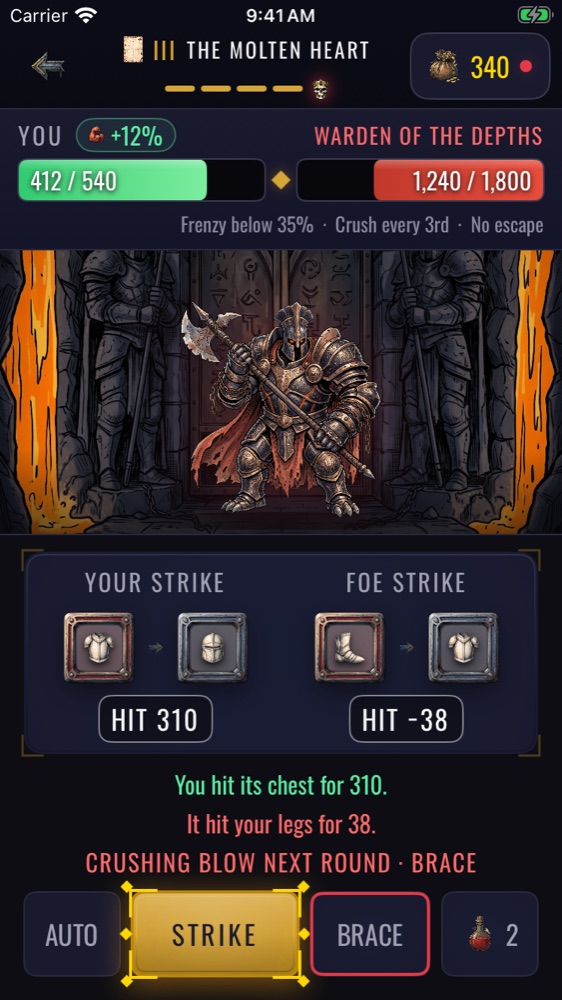 Carrier 9:41 AM
III THE MOLTEN HEART
340
YOU +12% WARDEN OF THE DEPTHS
412 / 540 1,240 / 1,800
Frenzy below 35% · Crush every 3rd · No escape
YOUR STRIKE FOE STRIKE
HIT 310 HIT -38
You hit its chest for 310.
It hit your legs for 38.
CRUSHING BLOW NEXT ROUND · BRACE
AUTO STRIKE BRACE 2